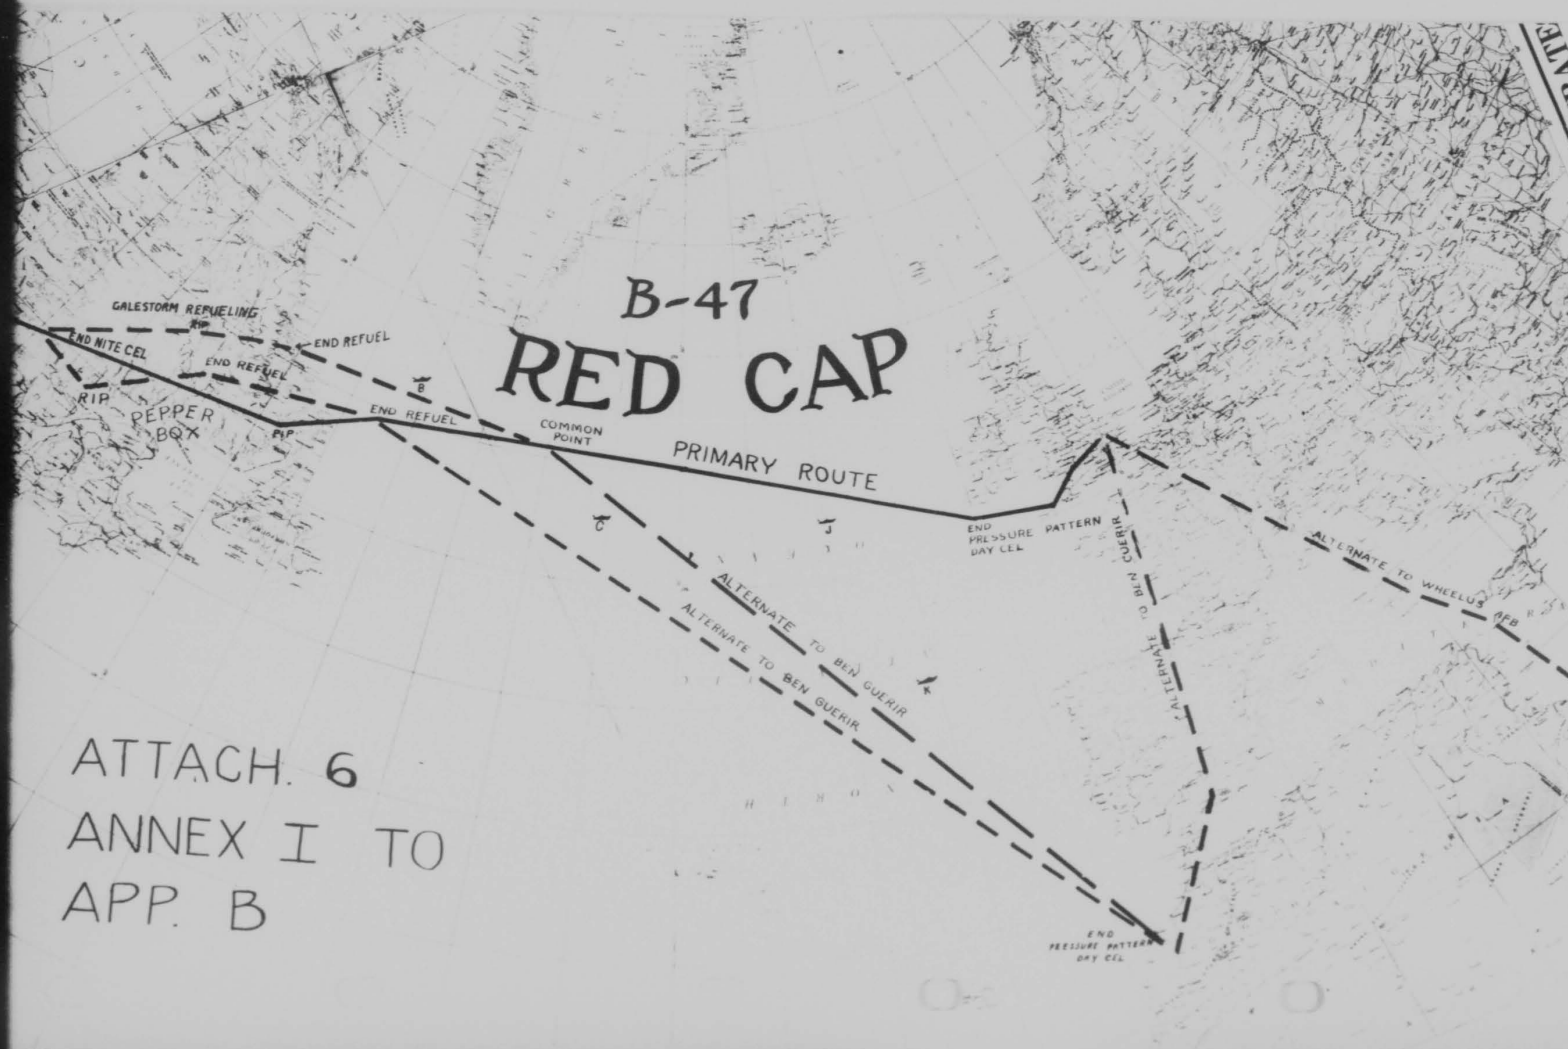 B-47
RED CAP
GALESTORM REFUELING
RIP
END REFUEL
END NITE CEL
END REFUEL
RIP
PEPPER
BOX
RIP
END REFUEL
B
COMMON
POINT
PRIMARY ROUTE
END
PRESSURE PATTERN
DAY CEL
C
J
K
ALTERNATE TO BEN GUERIR
ALTERNATE TO BEN GUERIR
ALTERNATE TO BEN GUERIR
ALTERNATE TO WHEELUS AFB
END
PRESSURE PATTERN
DAY CEL
ATTACH. 6
ANNEX I TO
APP. B